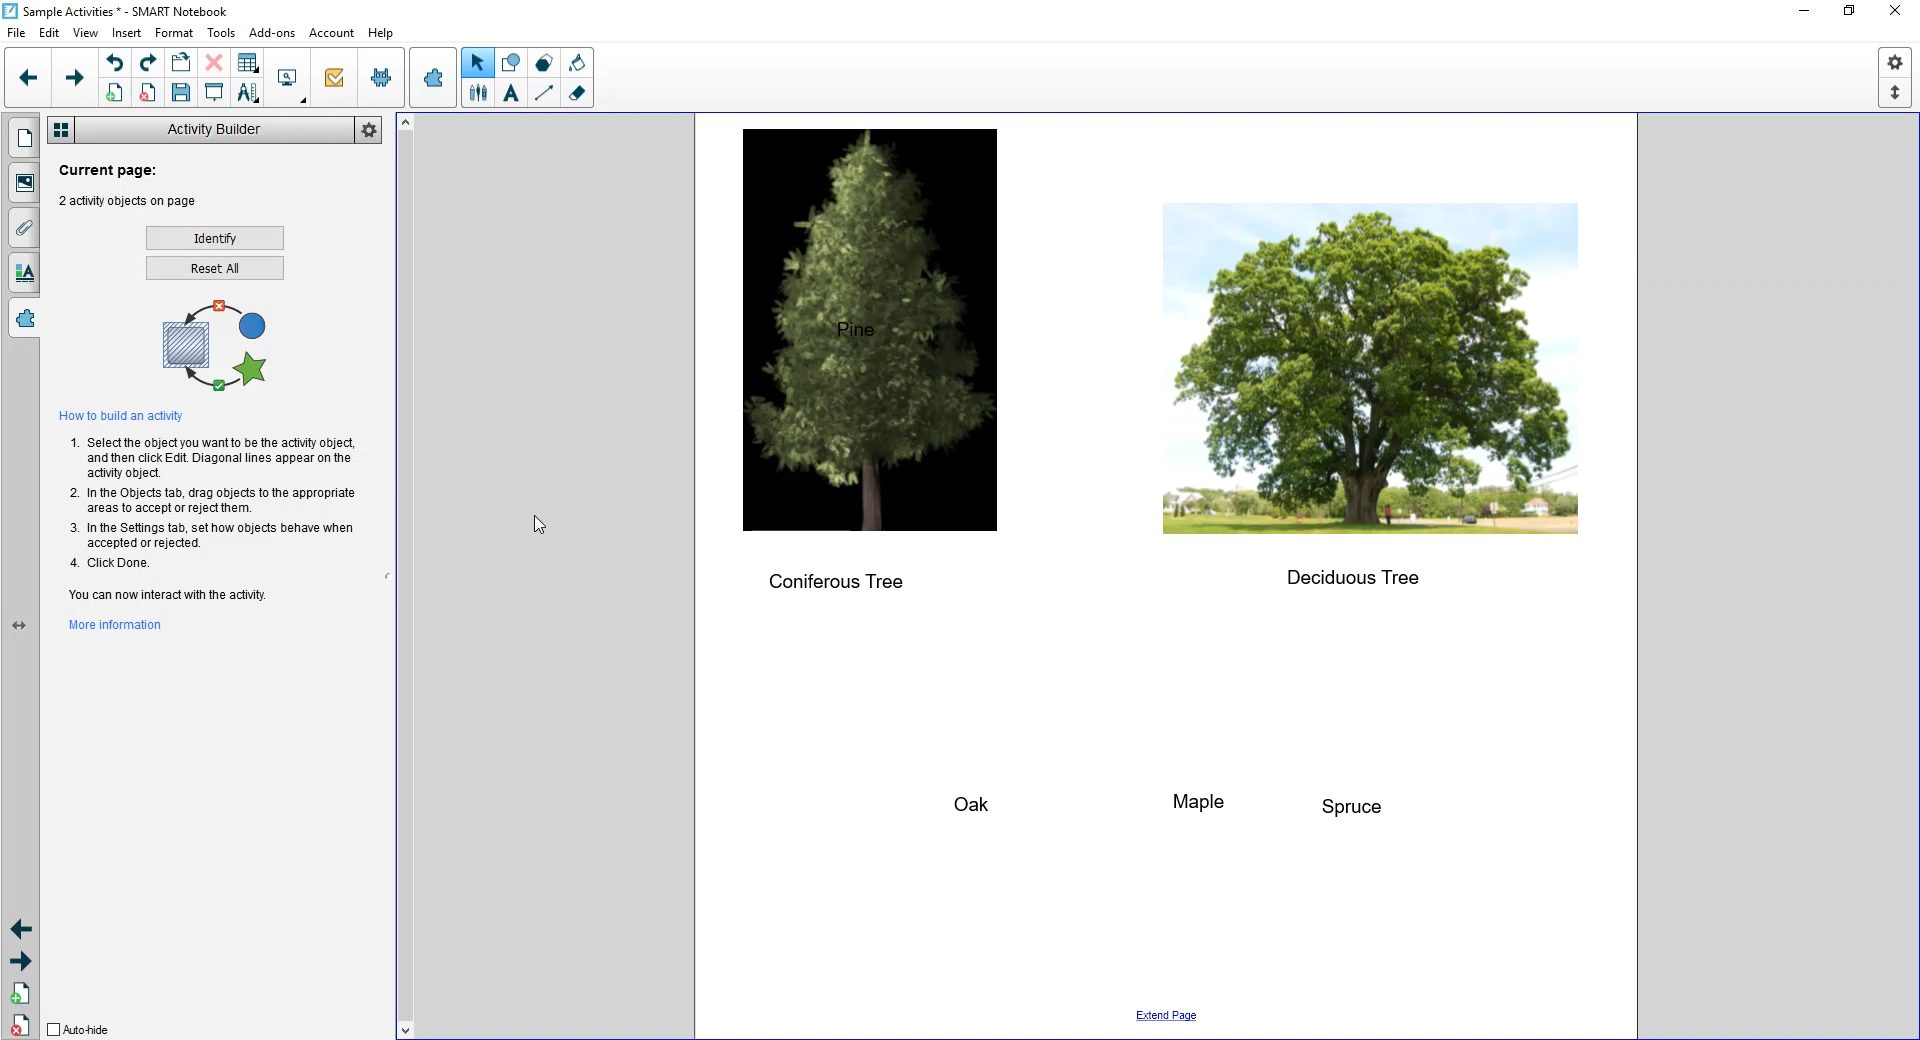 Sample Activities * - SMART Notebook
File Edit View Insert Format Tools Add-ons Account Help
Activity Builder
Current page:
2 activity objects on page
Identify
Reset All
How to build an activity
1. Select the object you want to be the activity object,
and then click Edit. Diagonal lines appear on the
activity object.
2. In the Objects tab, drag objects to the appropriate
areas to accept or reject them.
3. In the Settings tab, set how objects behave when
accepted or rejected.
4. Click Done.
You can now interact with the activity.
More information
Auto-hide
Pine
Coniferous Tree
Deciduous Tree
Oak
Maple
Spruce
Extend Page